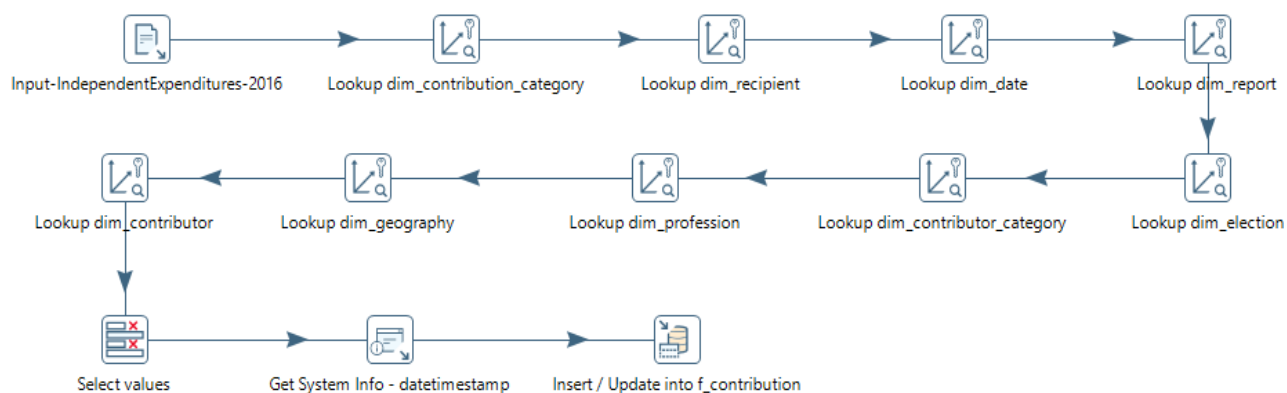 Input-IndependentExpenditures-2016
Lookup dim_contribution_category
Lookup dim_recipient
Lookup dim_date
Lookup dim_report
Lookup dim_contributor
Lookup dim_geography
Lookup dim_profession
Lookup dim_contributor_category
Lookup dim_election
Select values
Get System Info - datetimestamp
Insert / Update into f_contribution